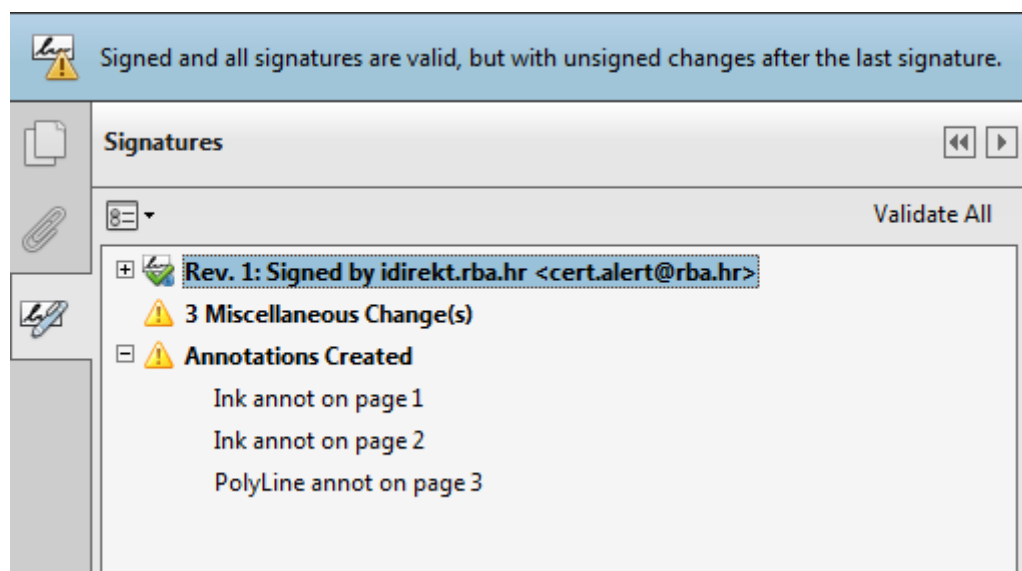 Signed and all signatures are valid, but with unsigned changes after the last signature.
Signatures
Validate All
Rev. 1: Signed by idirekt.rba.hr <cert.alert@rba.hr>
3 Miscellaneous Change(s)
Annotations Created
Ink annot on page 1
Ink annot on page 2
PolyLine annot on page 3